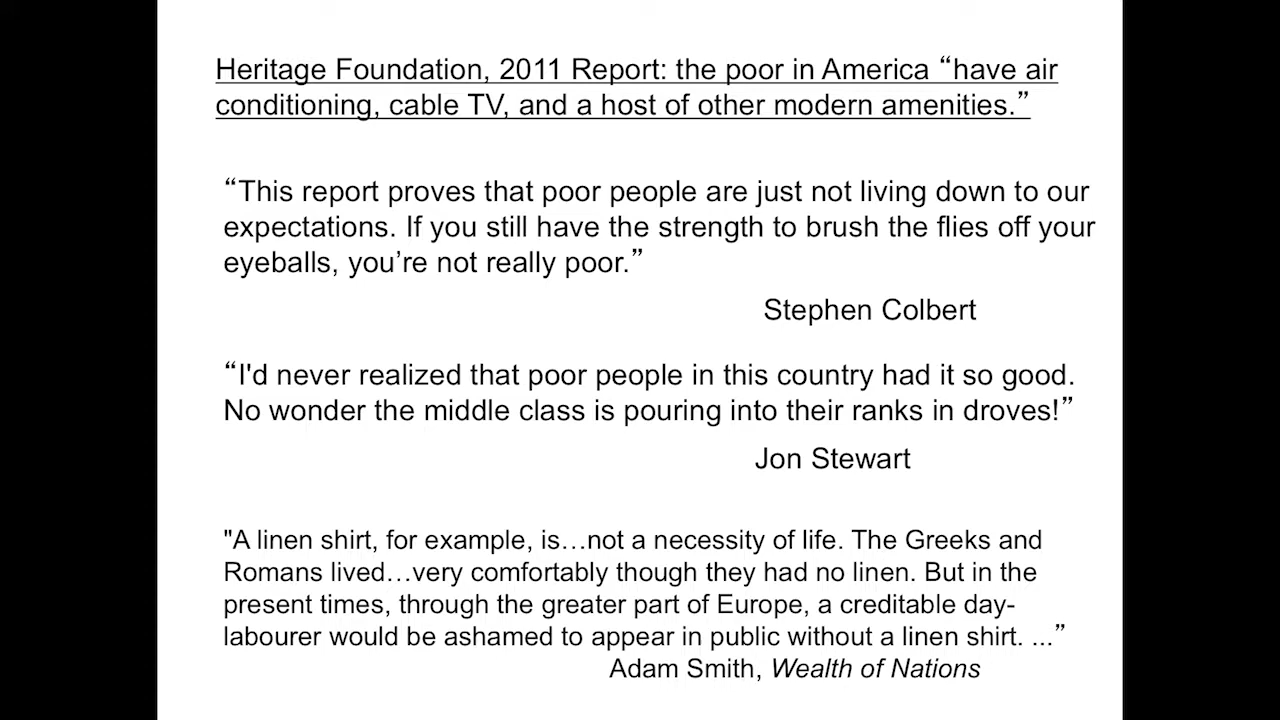 Heritage Foundation, 2011 Report: the poor in America “have air
conditioning, cable TV, and a host of other modern amenities.”
“This report proves that poor people are just not living down to our
expectations. If you still have the strength to brush the flies off your
eyeballs, you’re not really poor.”
Stephen Colbert
“I'd never realized that poor people in this country had it so good.
No wonder the middle class is pouring into their ranks in droves!”
Jon Stewart
"A linen shirt, for example, is…not a necessity of life. The Greeks and
Romans lived…very comfortably though they had no linen. But in the
present times, through the greater part of Europe, a creditable day-
labourer would be ashamed to appear in public without a linen shirt. ...”
Adam Smith, Wealth of Nations